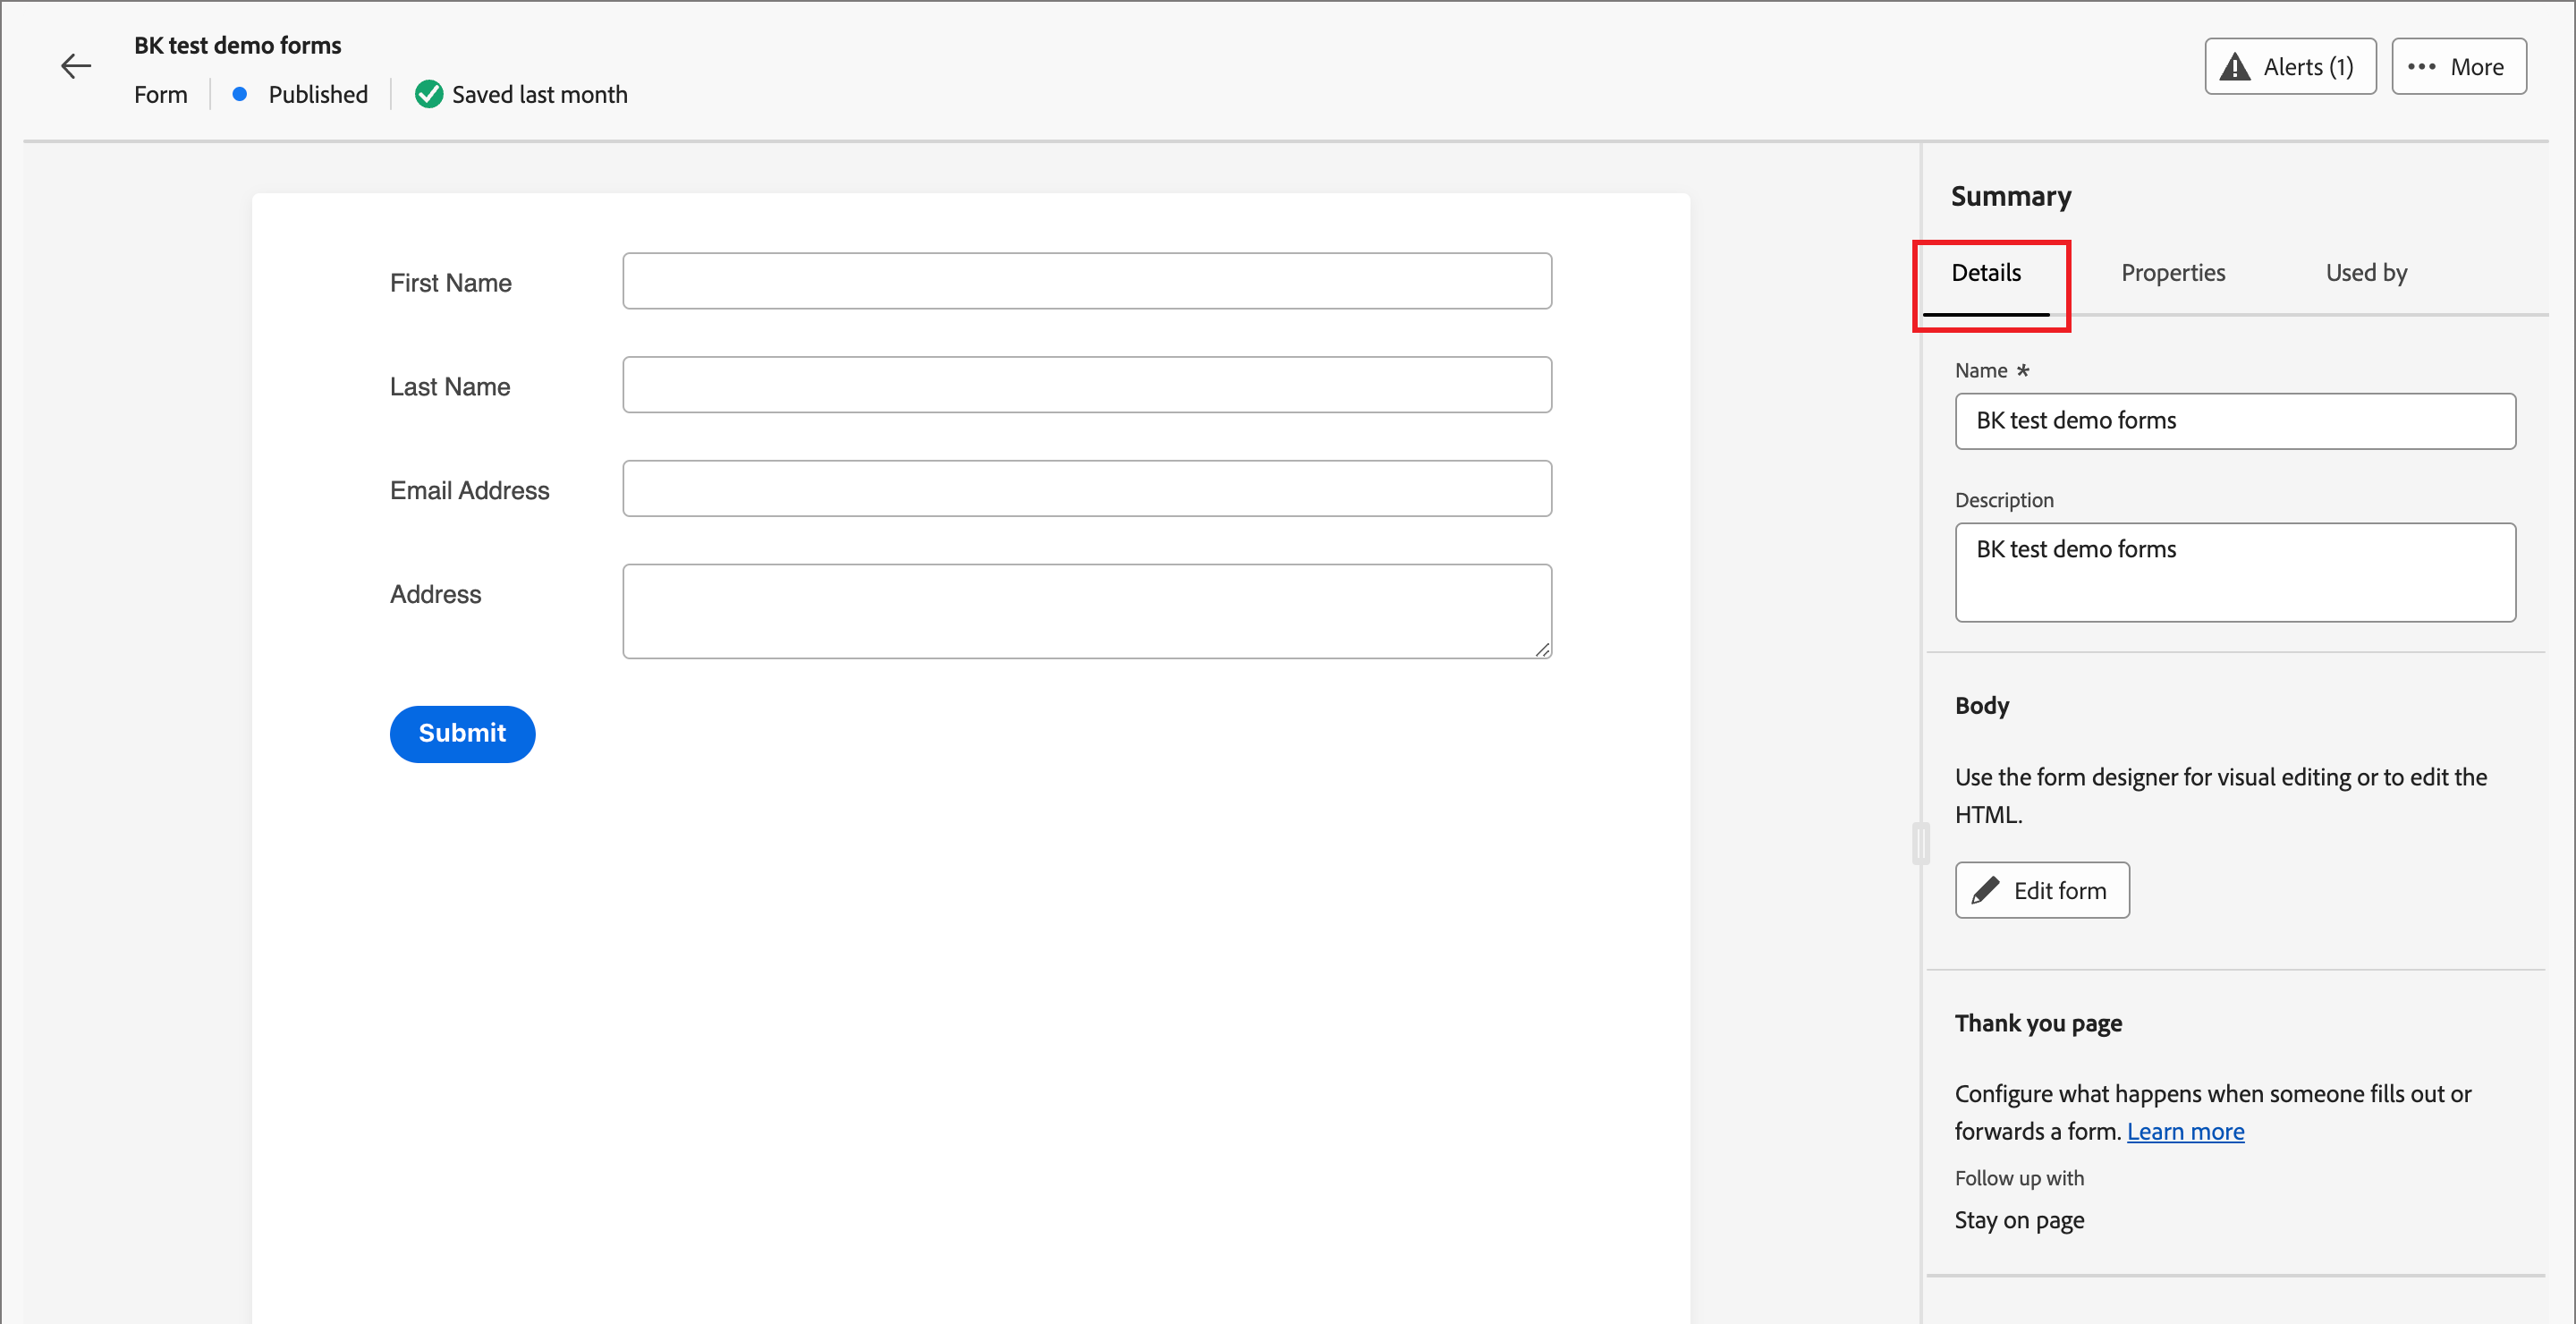 BK test demo forms
Form
Published
Saved last month
Alerts (1)
More
First Name
Last Name
Email Address
Address
Submit
Summary
Details
Properties
Used by
Name *
BK test demo forms
Description
BK test demo forms
Body
Use the form designer for visual editing or to edit the
HTML.
Edit form
Thank you page
Configure what happens when someone fills out or
forwards a form. Learn more
Follow up with
Stay on page